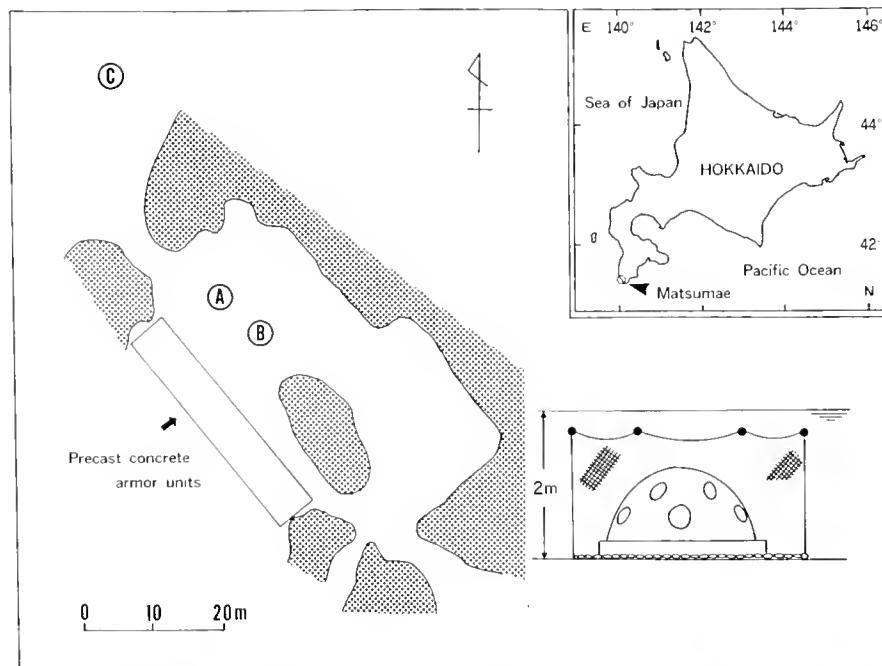 C
A
B
Precast concrete
armor units
0 10 20m
E 140° 142° 144° 146°
Sea of Japan
44°
HOKKAIDO
42°
Pacific Ocean
Matsumae
N
2m